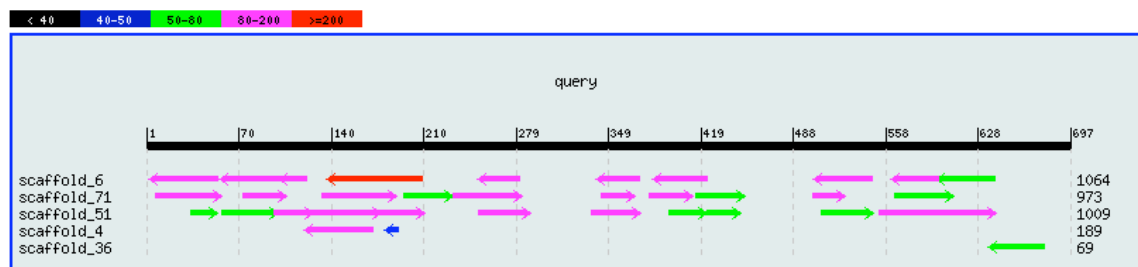 < 40 40-50 50-80 80-200 >=200
query
1 70 140 210 279 349 419 488 558 628 697
scaffold_6 1064
scaffold_71 973
scaffold_51 1009
scaffold_4 189
scaffold_36 69